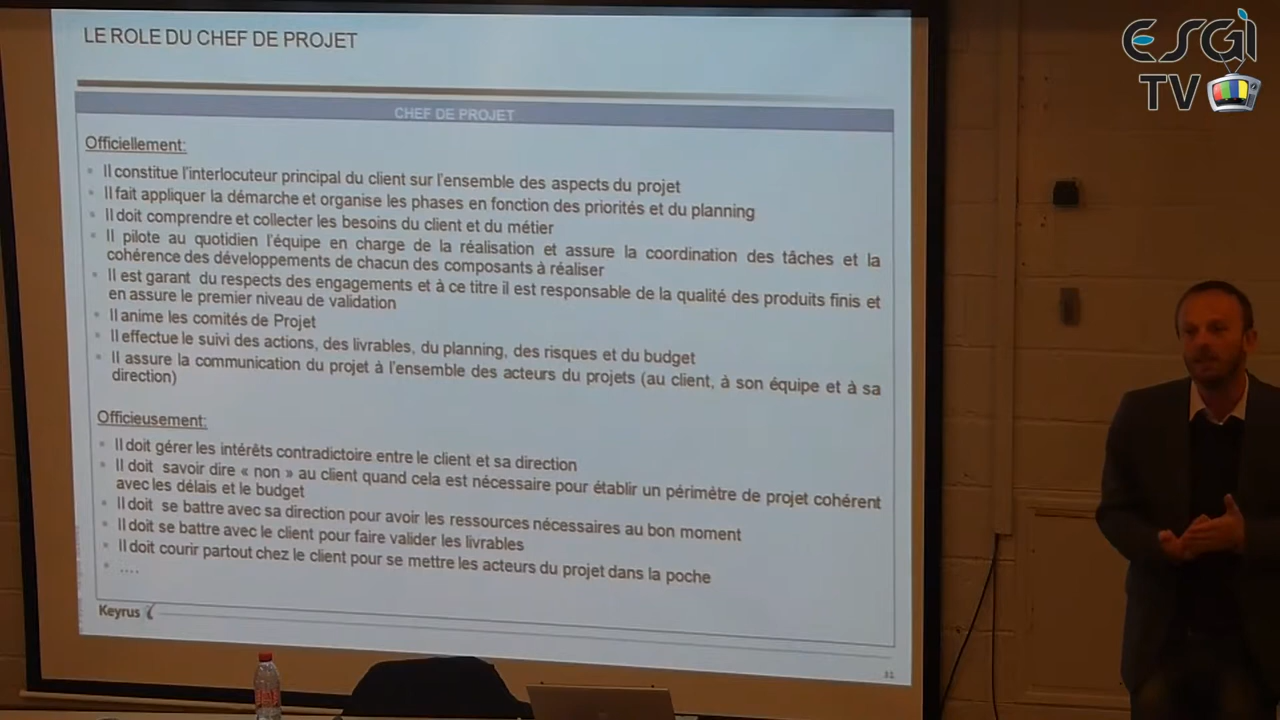 LE ROLE DU CHEF DE PROJET
ESGI
TV
CHEF DE PROJET
Officiellement:
Il constitue l'interlocuteur principal du client sur l'ensemble des aspects du projet
Il fait appliquer la démarche et organise les phases en fonction des priorités et du planning
Il doit comprendre et collecter les besoins du client et du métier
Il pilote au quotidien l'équipe en charge de la réalisation et assure la coordination des tâches et la
cohérence des développements de chacun des composants à réaliser
Il est garant du respects des engagements et à ce titre il est responsable de la qualité des produits finis et
en assure le premier niveau de validation
Il anime les comités de Projet
Il effectue le suivi des actions, des livrables, du planning, des risques et du budget
Il assure la communication du projet à l'ensemble des acteurs du projets (au client, à son équipe et à sa
direction)
Officieusement:
Il doit gérer les intérêts contradictoire entre le client et sa direction
Il doit savoir dire « non » au client quand cela est nécessaire pour établir un périmètre de projet cohérent
avec les délais et le budget
Il doit se battre avec sa direction pour avoir les ressources nécessaires au bon moment
Il doit se battre avec le client pour faire valider les livrables
Il doit courir partout chez le client pour se mettre les acteurs du projet dans la poche
....
Keyrus